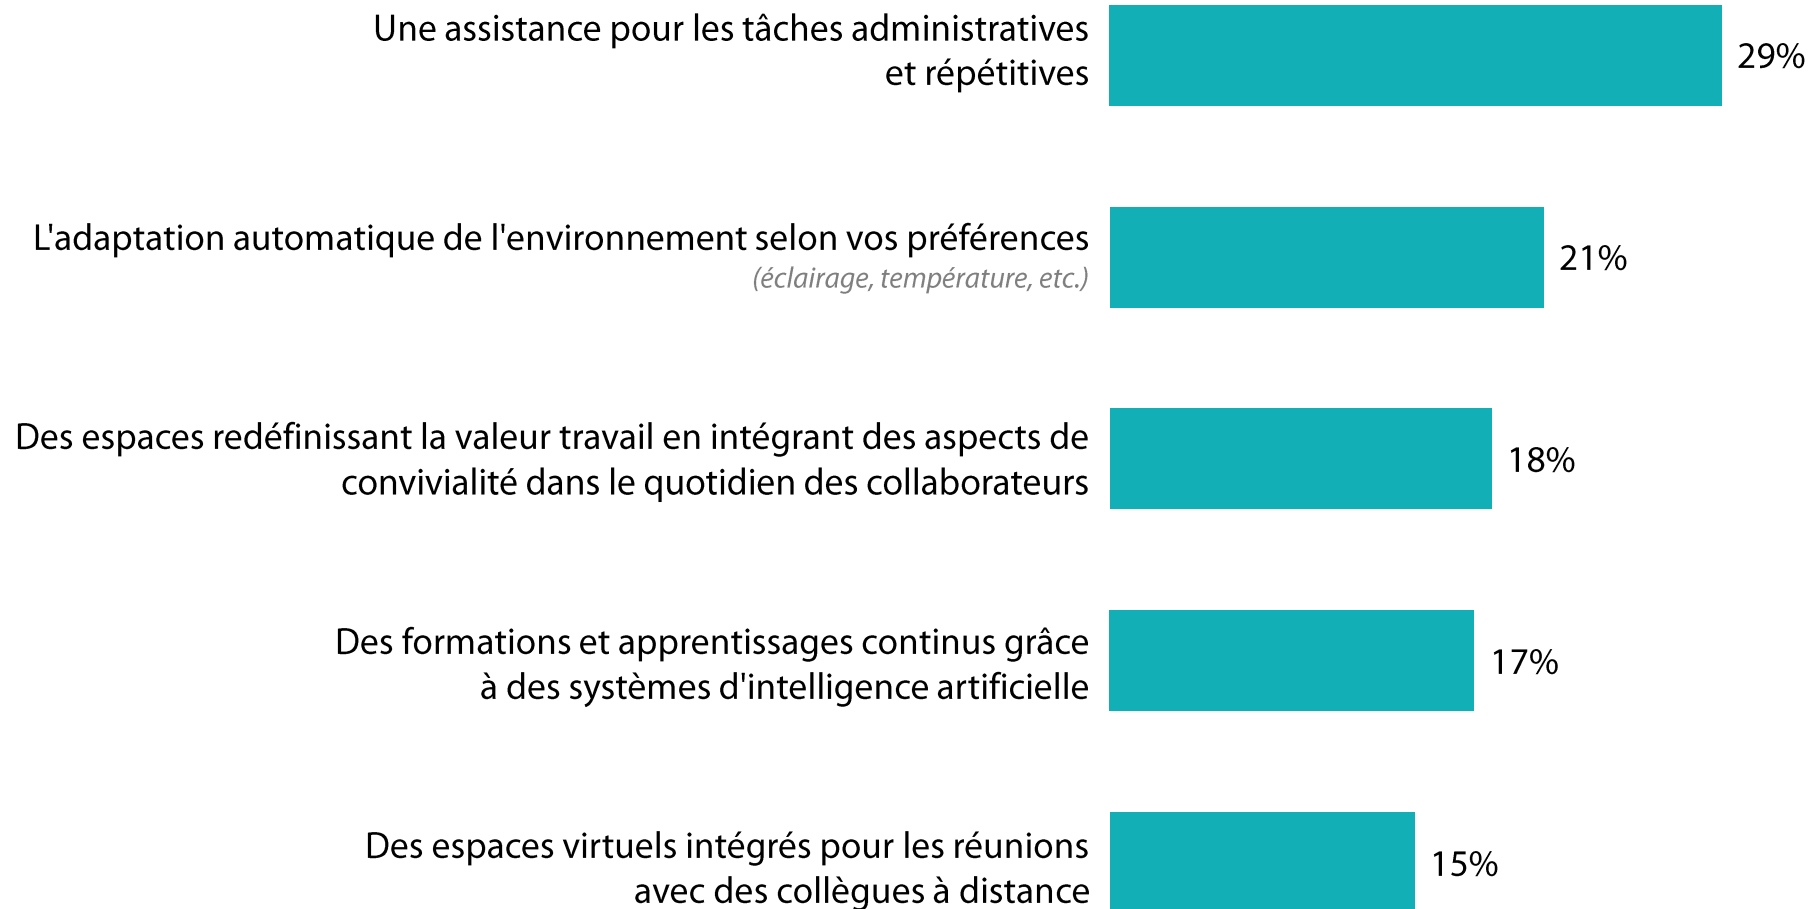 Une assistance pour les tâches administratives
et répétitives
29%
L'adaptation automatique de l'environnement selon vos préférences
(éclairage, température, etc.)
21%
Des espaces redéfinissant la valeur travail en intégrant des aspects de
convivialité dans le quotidien des collaborateurs
18%
Des formations et apprentissages continus grâce
à des systèmes d'intelligence artificielle
17%
Des espaces virtuels intégrés pour les réunions
avec des collègues à distance
15%